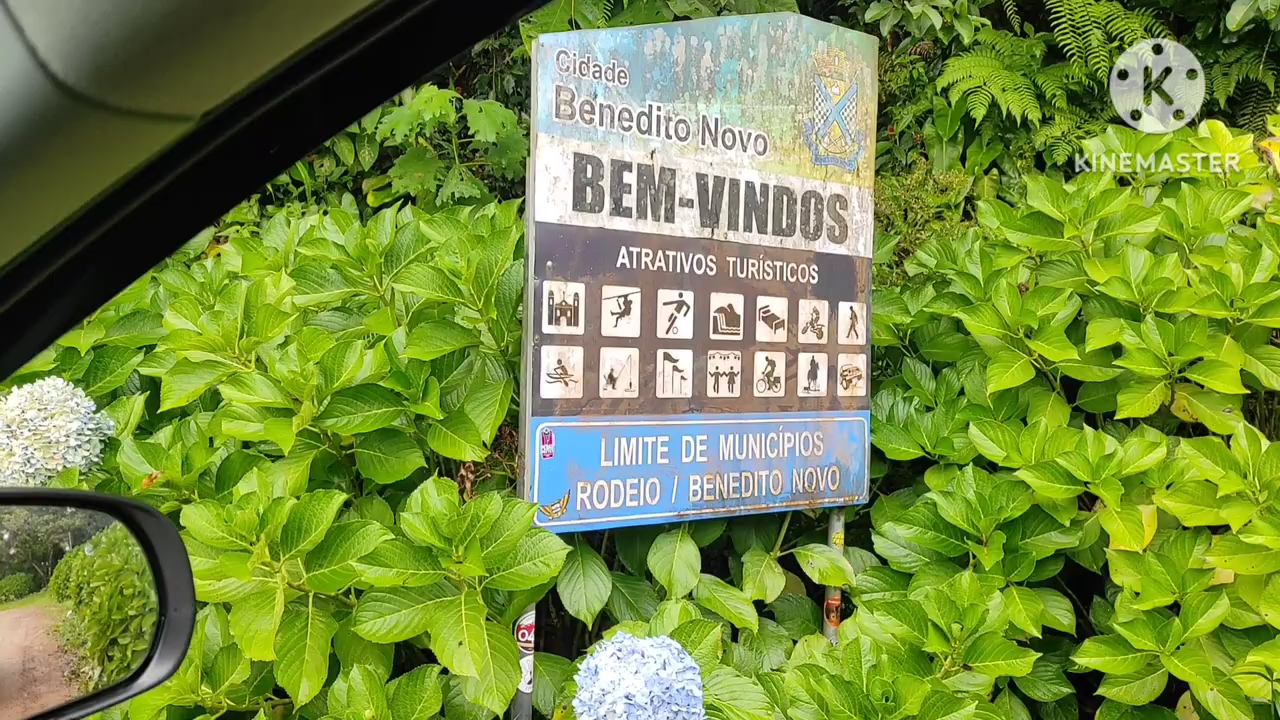 Cidade
Benedito Novo
BEM-VINDOS
ATRATIVOS TURÍSTICOS
LIMITE DE MUNICÍPIOS
RODEIO / BENEDITO NOVO
K
KINEMASTER